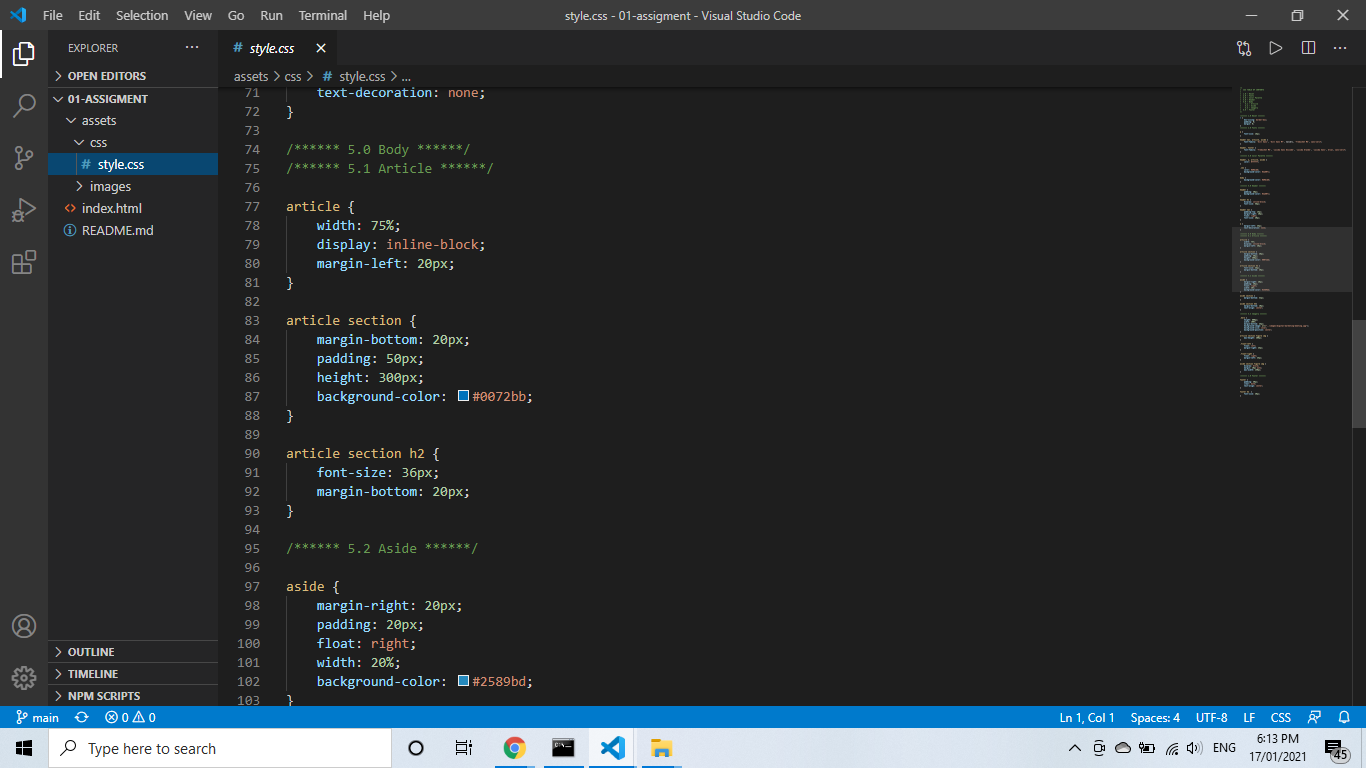 File Edit Selection View Go Run Terminal Help style.css - 01-assigment - Visual Studio Code
EXPLORER
OPEN EDITORS
01-ASSIGMENT
assets
css
# style.css
images
<> index.html
README.md
OUTLINE
TIMELINE
NPM SCRIPTS
# style.css
assets > css > # style.css > ...
71 text-decoration: none;
72 }
73
74 /****** 5.0 Body ******/
75 /****** 5.1 Article ******/
76
77 article {
78 width: 75%;
79 display: inline-block;
80 margin-left: 20px;
81 }
82
83 article section {
84 margin-bottom: 20px;
85 padding: 50px;
86 height: 300px;
87 background-color: #0072bb;
88 }
89
90 article section h2 {
91 font-size: 36px;
92 margin-bottom: 20px;
93 }
94
95 /****** 5.2 Aside ******/
96
97 aside {
98 margin-right: 20px;
99 padding: 20px;
100 float: right;
101 width: 20%;
102 background-color: #2589bd;
103 }
main 0 0 Ln 1, Col 1 Spaces: 4 UTF-8 LF CSS
Type here to search
ENG
6:13 PM
17/01/2021
45